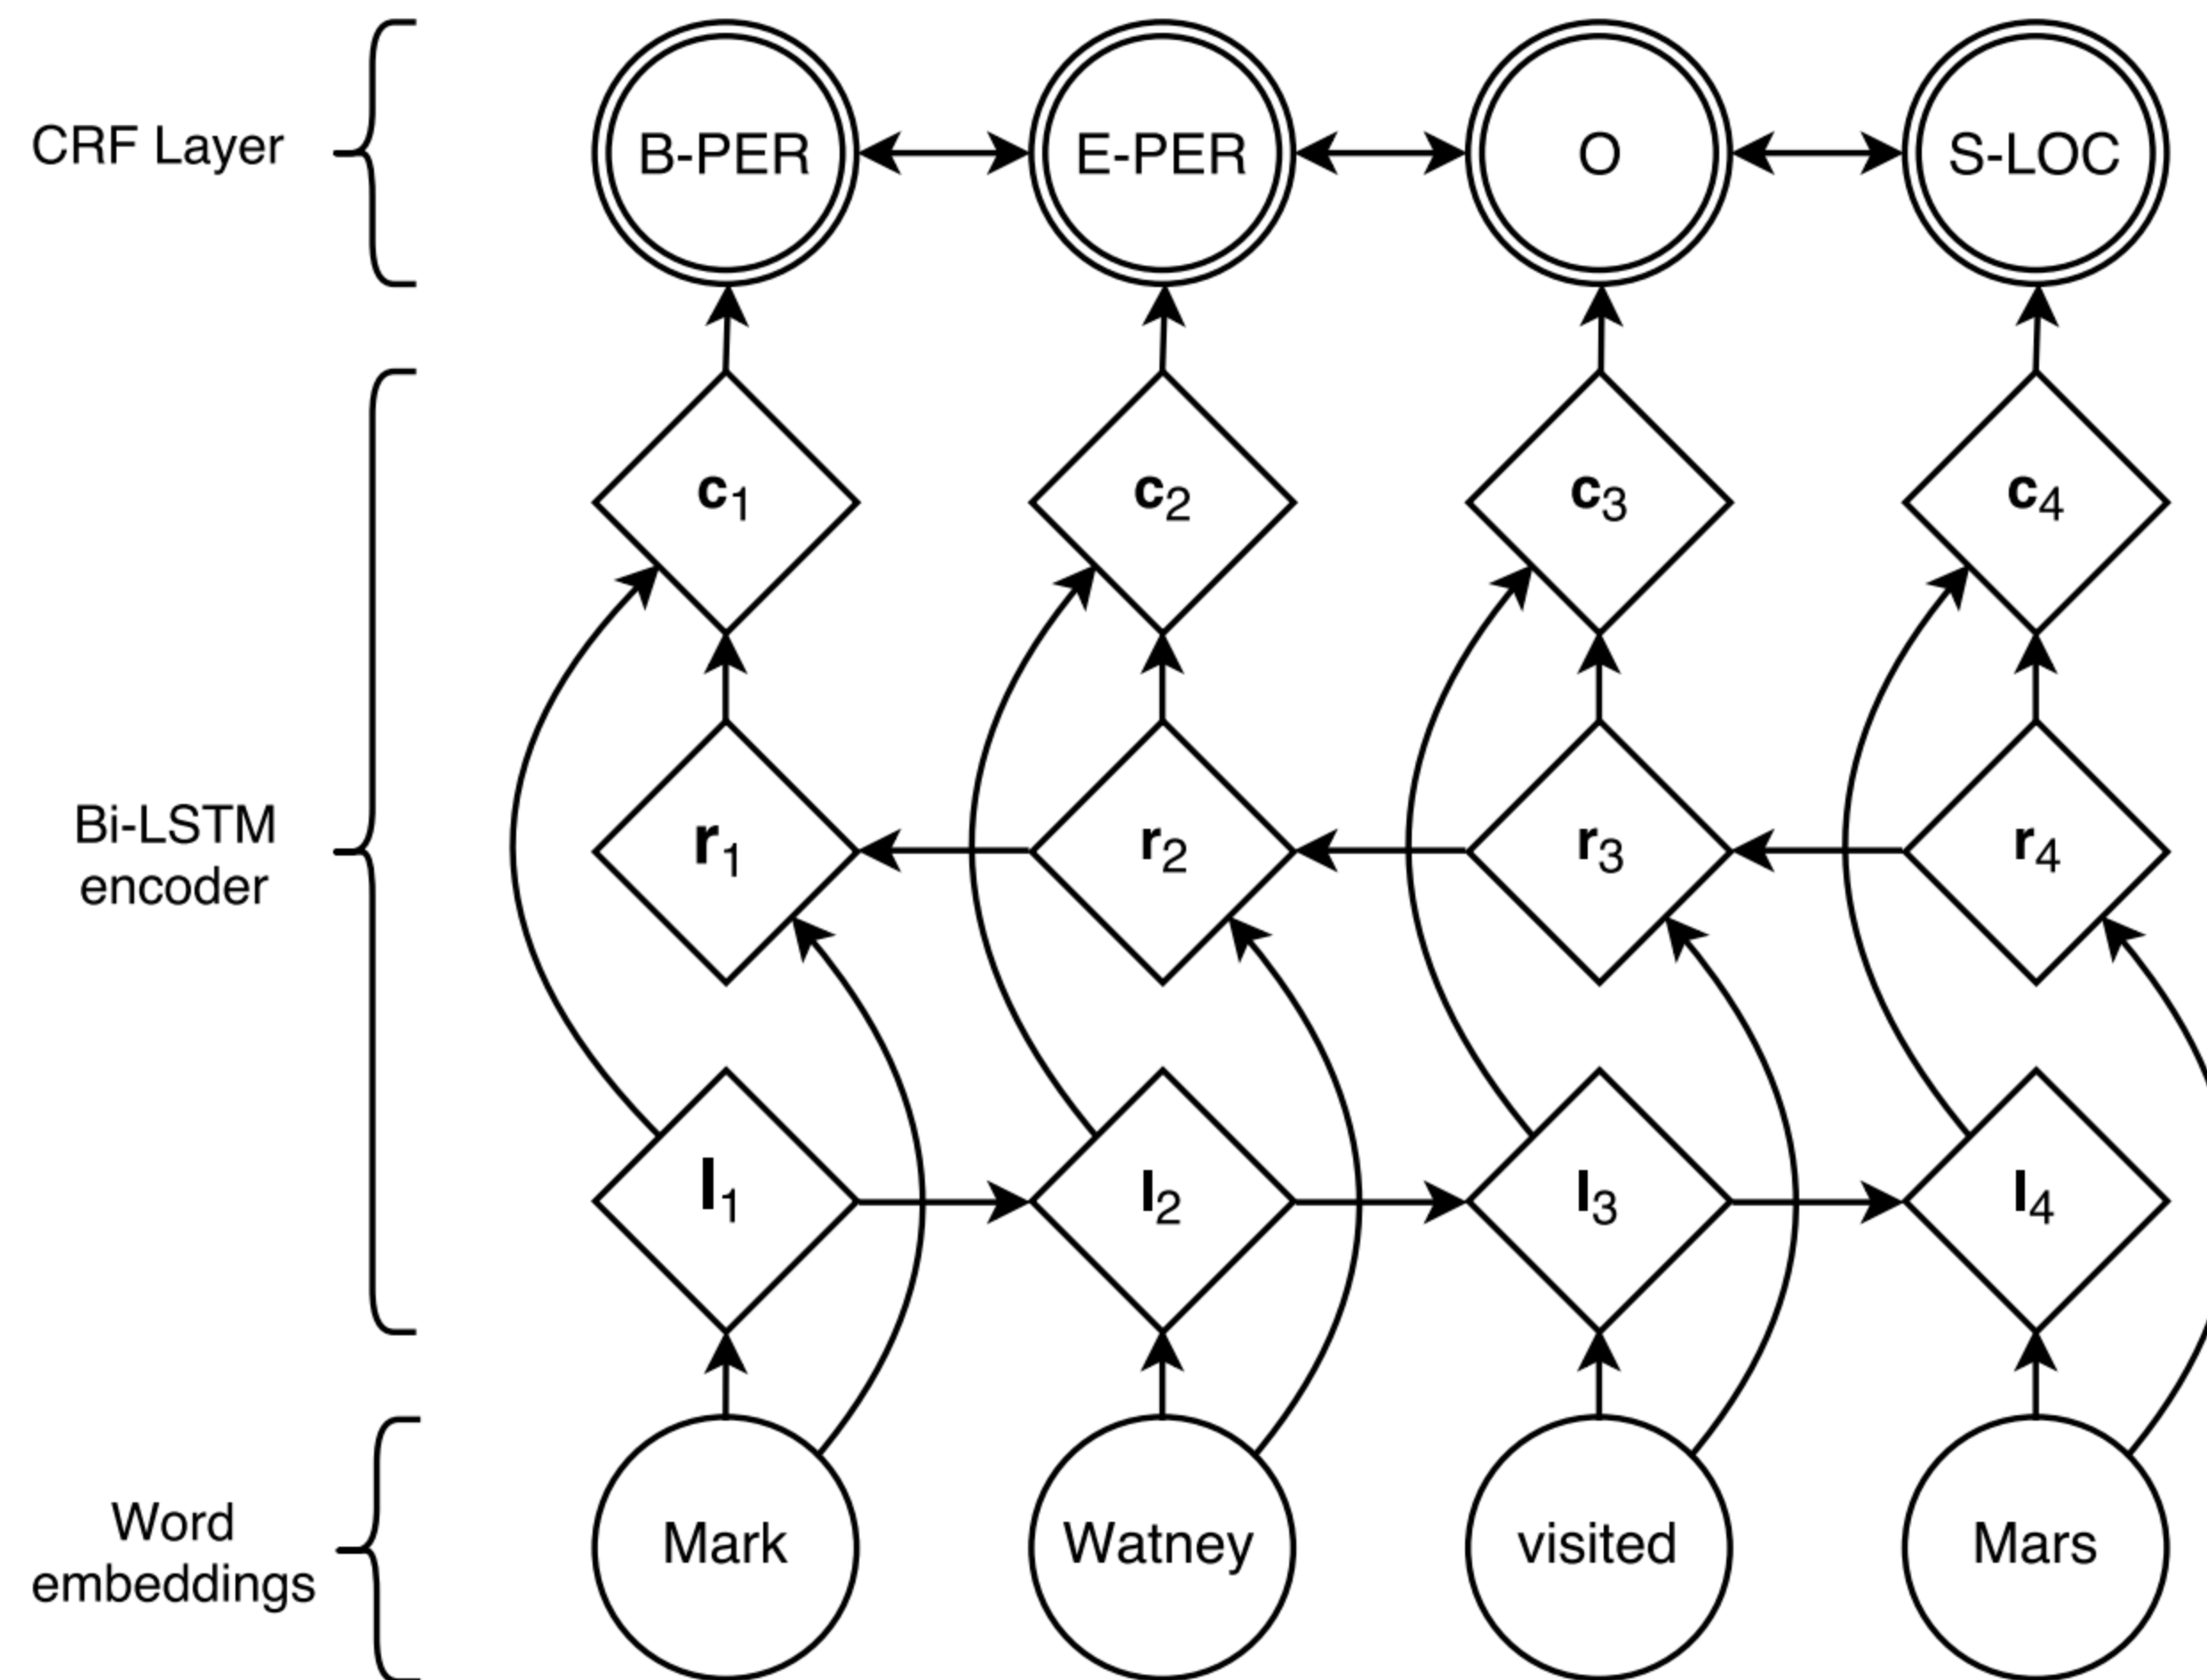 CRF Layer
B-PER
E-PER
O
S-LOC
c1
c2
c3
c4
Bi-LSTM
encoder
r1
r2
r3
r4
l1
l2
l3
l4
Word
embeddings
Mark
Watney
visited
Mars